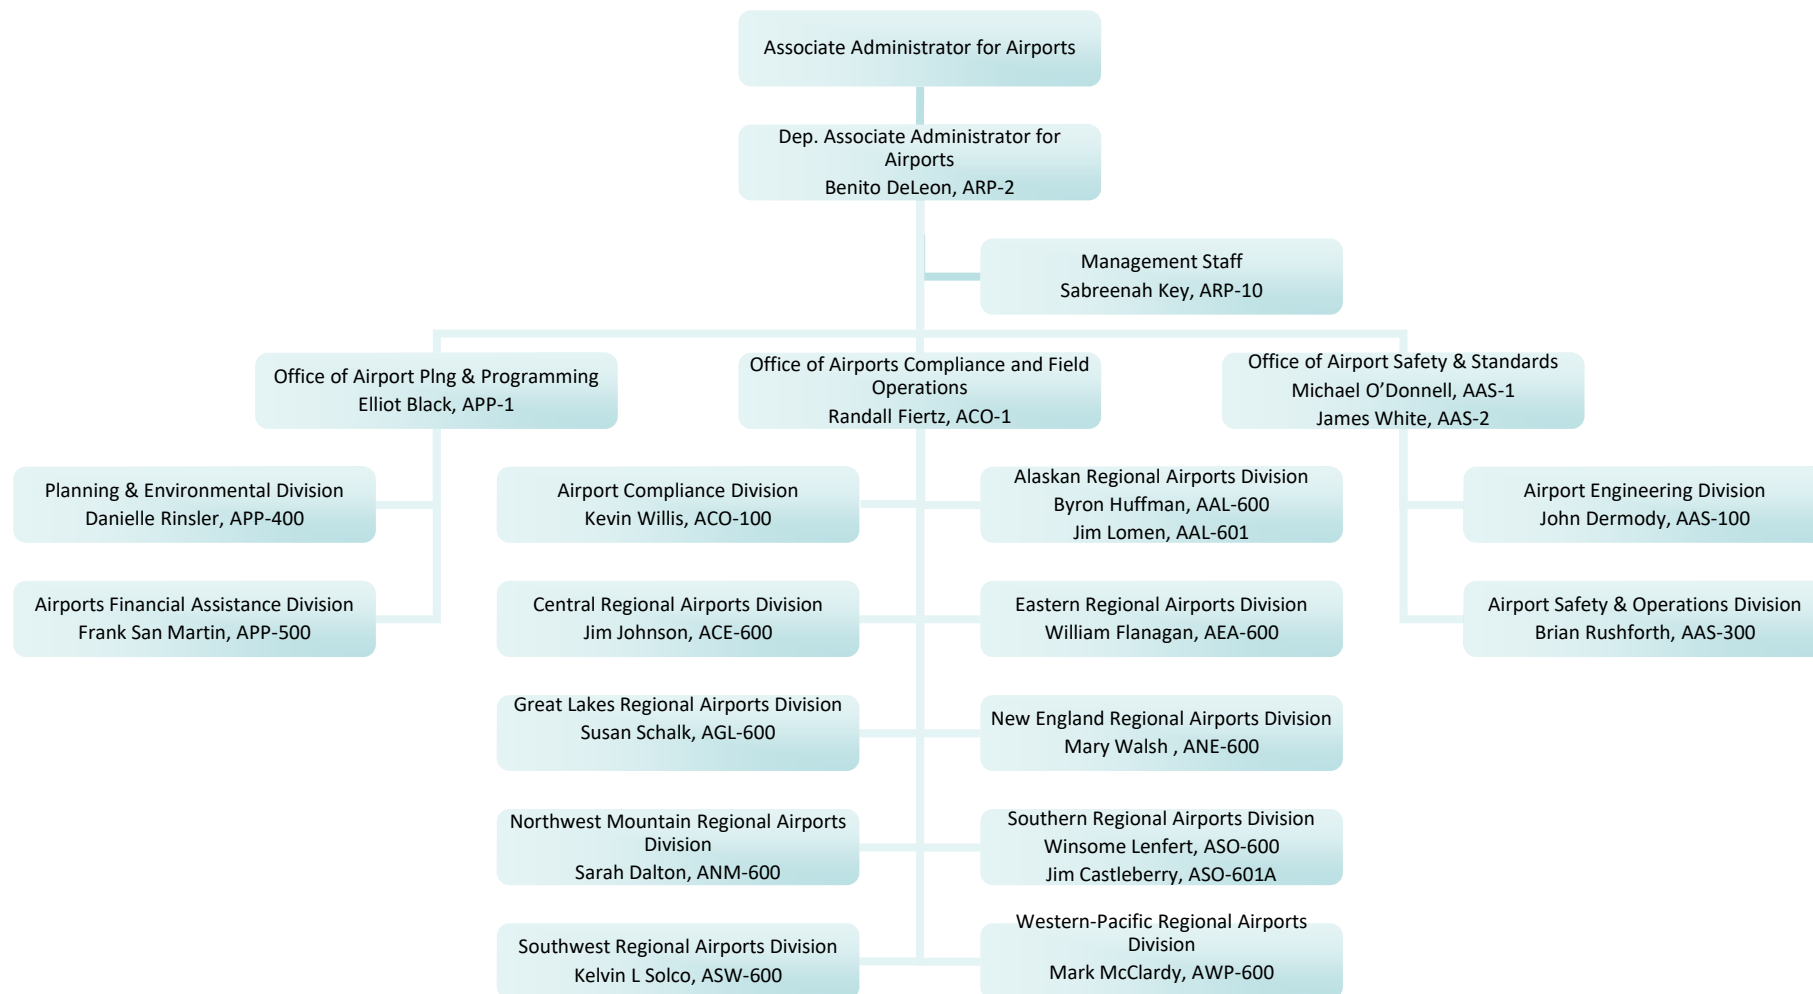 Associate Administrator for Airports
Dep. Associate Administrator for
Airports
Benito DeLeon, ARP-2
Management Staff
Sabreenah Key, ARP-10
Office of Airport Plng & Programming
Elliot Black, APP-1
Office of Airports Compliance and Field
Operations
Randall Fiertz, ACO-1
Office of Airport Safety & Standards
Michael O’Donnell, AAS-1
James White, AAS-2
Planning & Environmental Division
Danielle Rinsler, APP-400
Airports Financial Assistance Division
Frank San Martin, APP-500
Airport Compliance Division
Kevin Willis, ACO-100
Alaskan Regional Airports Division
Byron Huffman, AAL-600
Jim Lomen, AAL-601
Central Regional Airports Division
Jim Johnson, ACE-600
Eastern Regional Airports Division
William Flanagan, AEA-600
Great Lakes Regional Airports Division
Susan Schalk, AGL-600
New England Regional Airports Division
Mary Walsh , ANE-600
Northwest Mountain Regional Airports
Division
Sarah Dalton, ANM-600
Southern Regional Airports Division
Winsome Lenfert, ASO-600
Jim Castleberry, ASO-601A
Southwest Regional Airports Division
Kelvin L Solco, ASW-600
Western-Pacific Regional Airports
Division
Mark McClardy, AWP-600
Airport Engineering Division
John Dermody, AAS-100
Airport Safety & Operations Division
Brian Rushforth, AAS-300